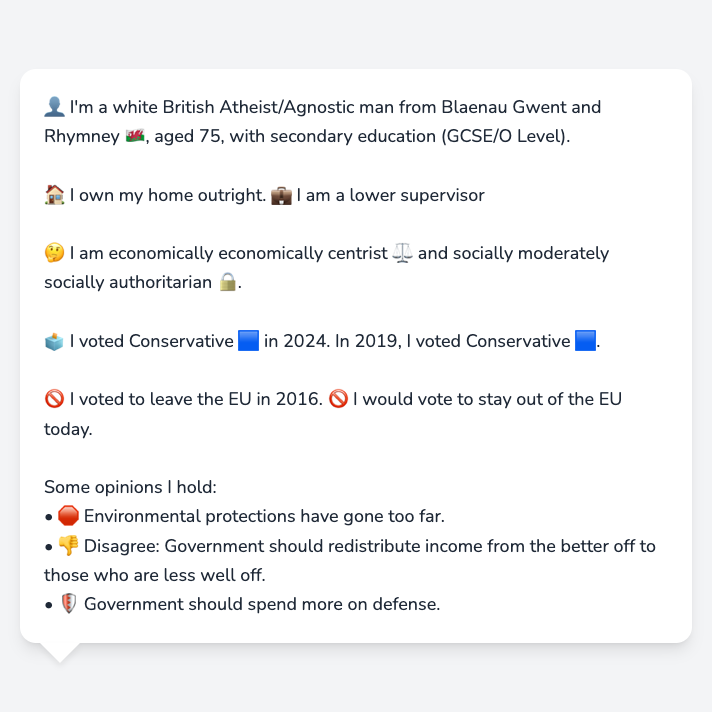 👤 I'm a white British Atheist/Agnostic man from Blaenau Gwent and
Rhymney 🏴󠁧󠁢󠁷󠁬󠁳󠁿, aged 75, with secondary education (GCSE/O Level).
🏠 I own my home outright. 💼 I am a lower supervisor
🤔 I am economically economically centrist ⚖️ and socially moderately
socially authoritarian 🔒.
🗳️ I voted Conservative 🟦 in 2024. In 2019, I voted Conservative 🟦.
🚫 I voted to leave the EU in 2016. 🚫 I would vote to stay out of the EU
today.
Some opinions I hold:
• 🛑 Environmental protections have gone too far.
• 👎 Disagree: Government should redistribute income from the better off to
those who are less well off.
• 🛡️ Government should spend more on defense.